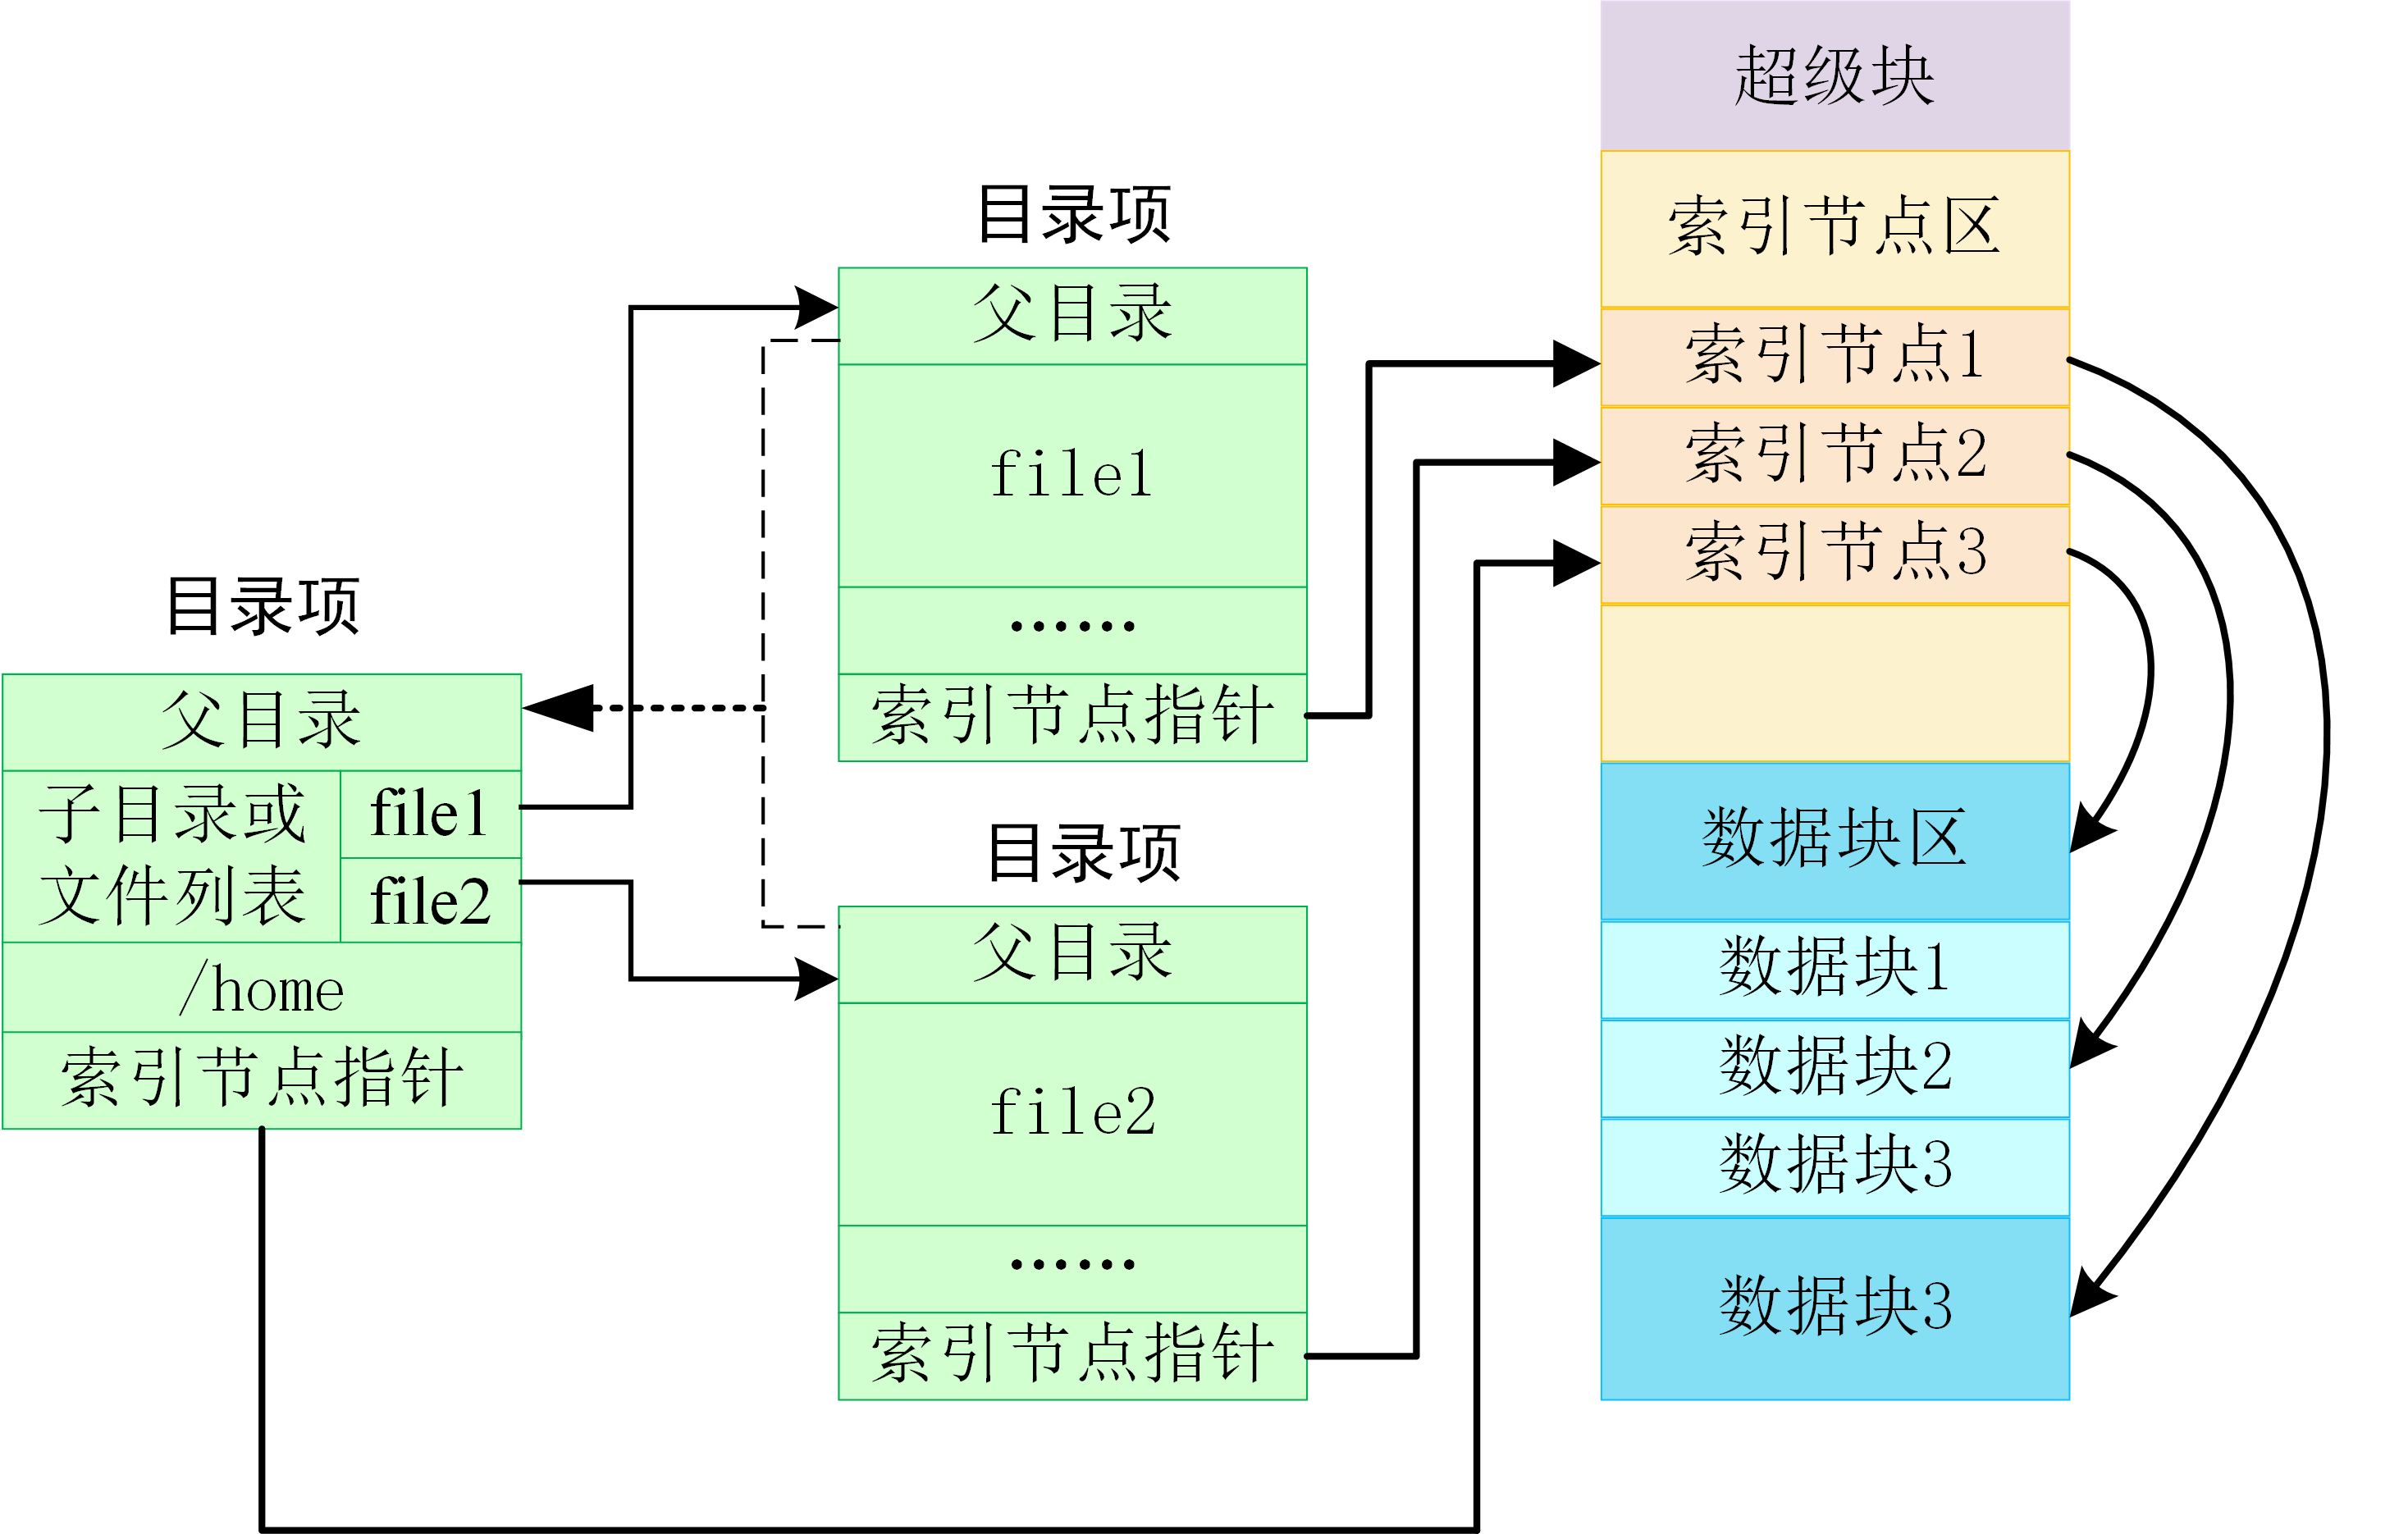 目录项
父目录
子目录或
文件列表
file1
file2
/home
索引节点指针
目录项
父目录
file1
······
索引节点指针
目录项
父目录
file2
······
索引节点指针
超级块
索引节点区
索引节点1
索引节点2
索引节点3
数据块区
数据块1
数据块2
数据块3
数据块3